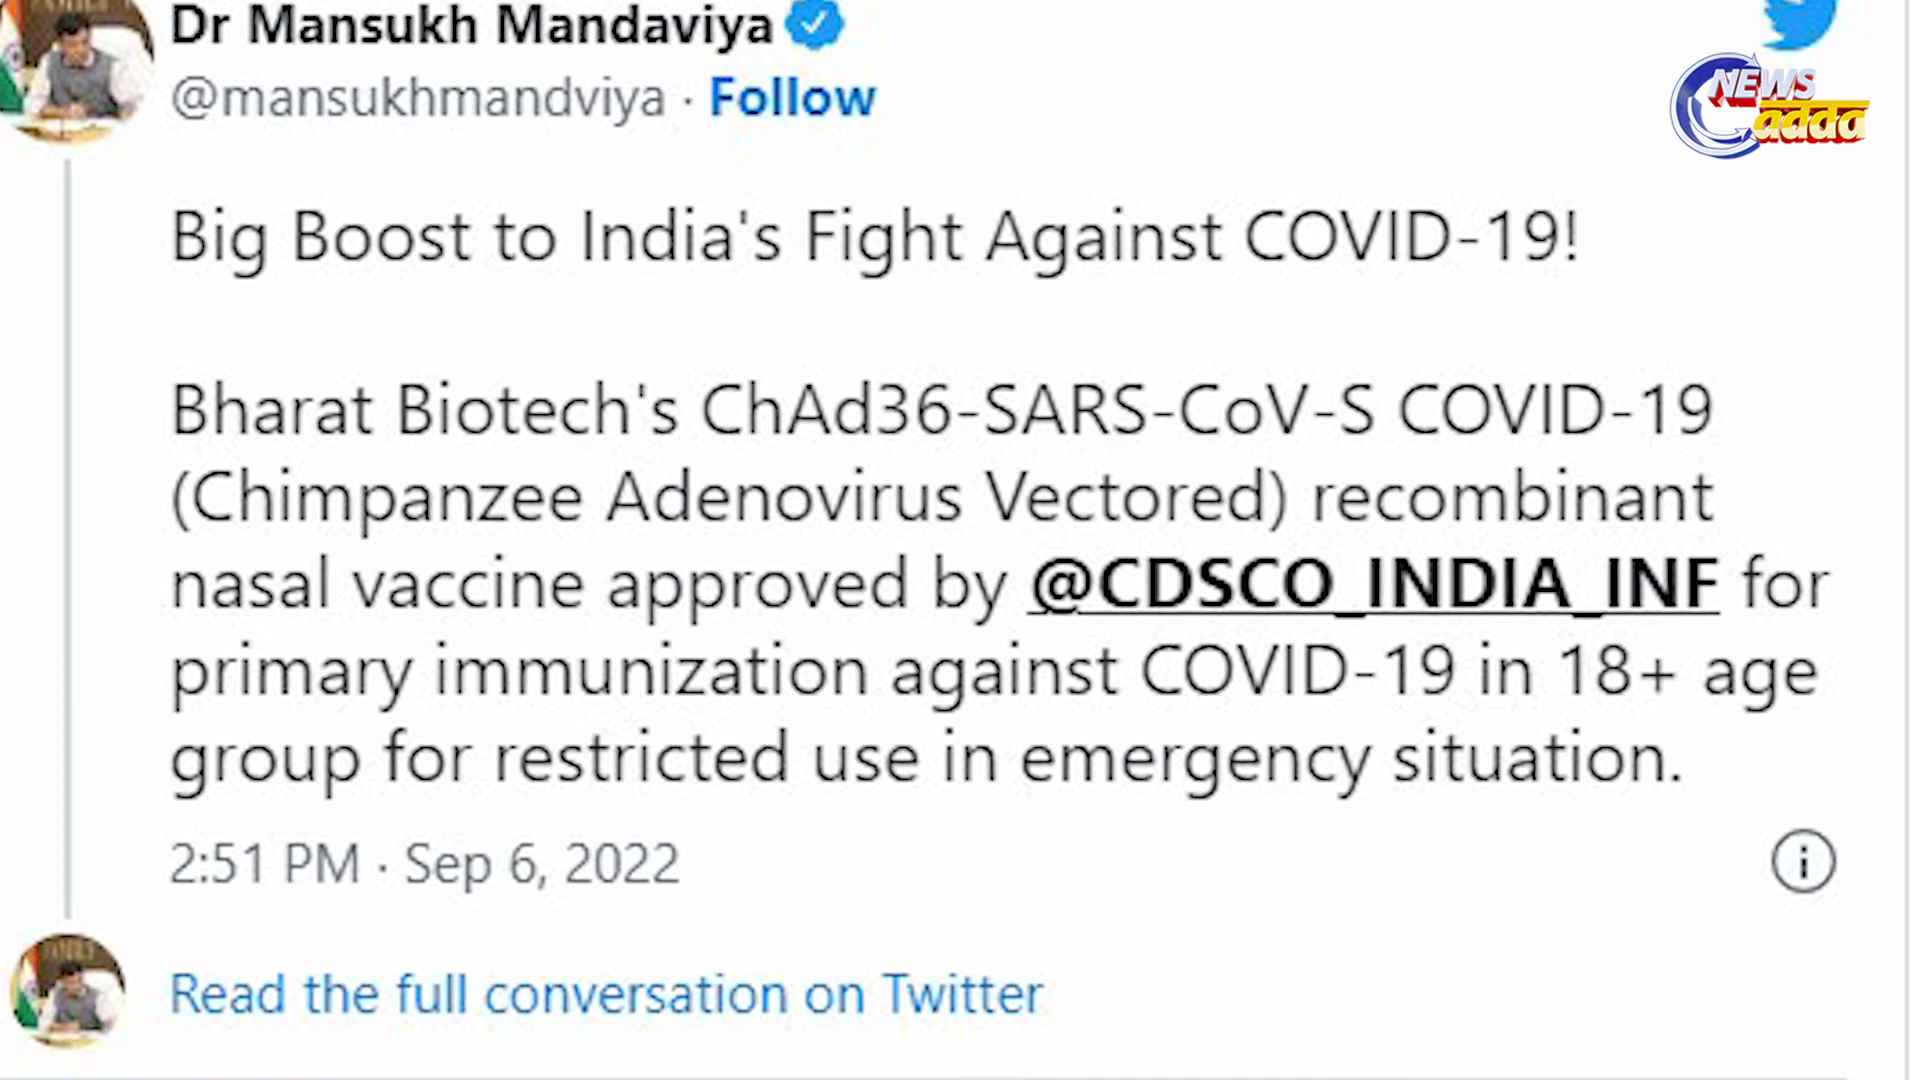 Dr Mansukh Mandaviya
@mansukhmandviya · Follow
NEWS
adda
Big Boost to India's Fight Against COVID-19!
Bharat Biotech's ChAd36-SARS-CoV-S COVID-19
(Chimpanzee Adenovirus Vectored) recombinant
nasal vaccine approved by @CDSCO_INDIA_INF for
primary immunization against COVID-19 in 18+ age
group for restricted use in emergency situation.
2:51 PM · Sep 6, 2022
Read the full conversation on Twitter